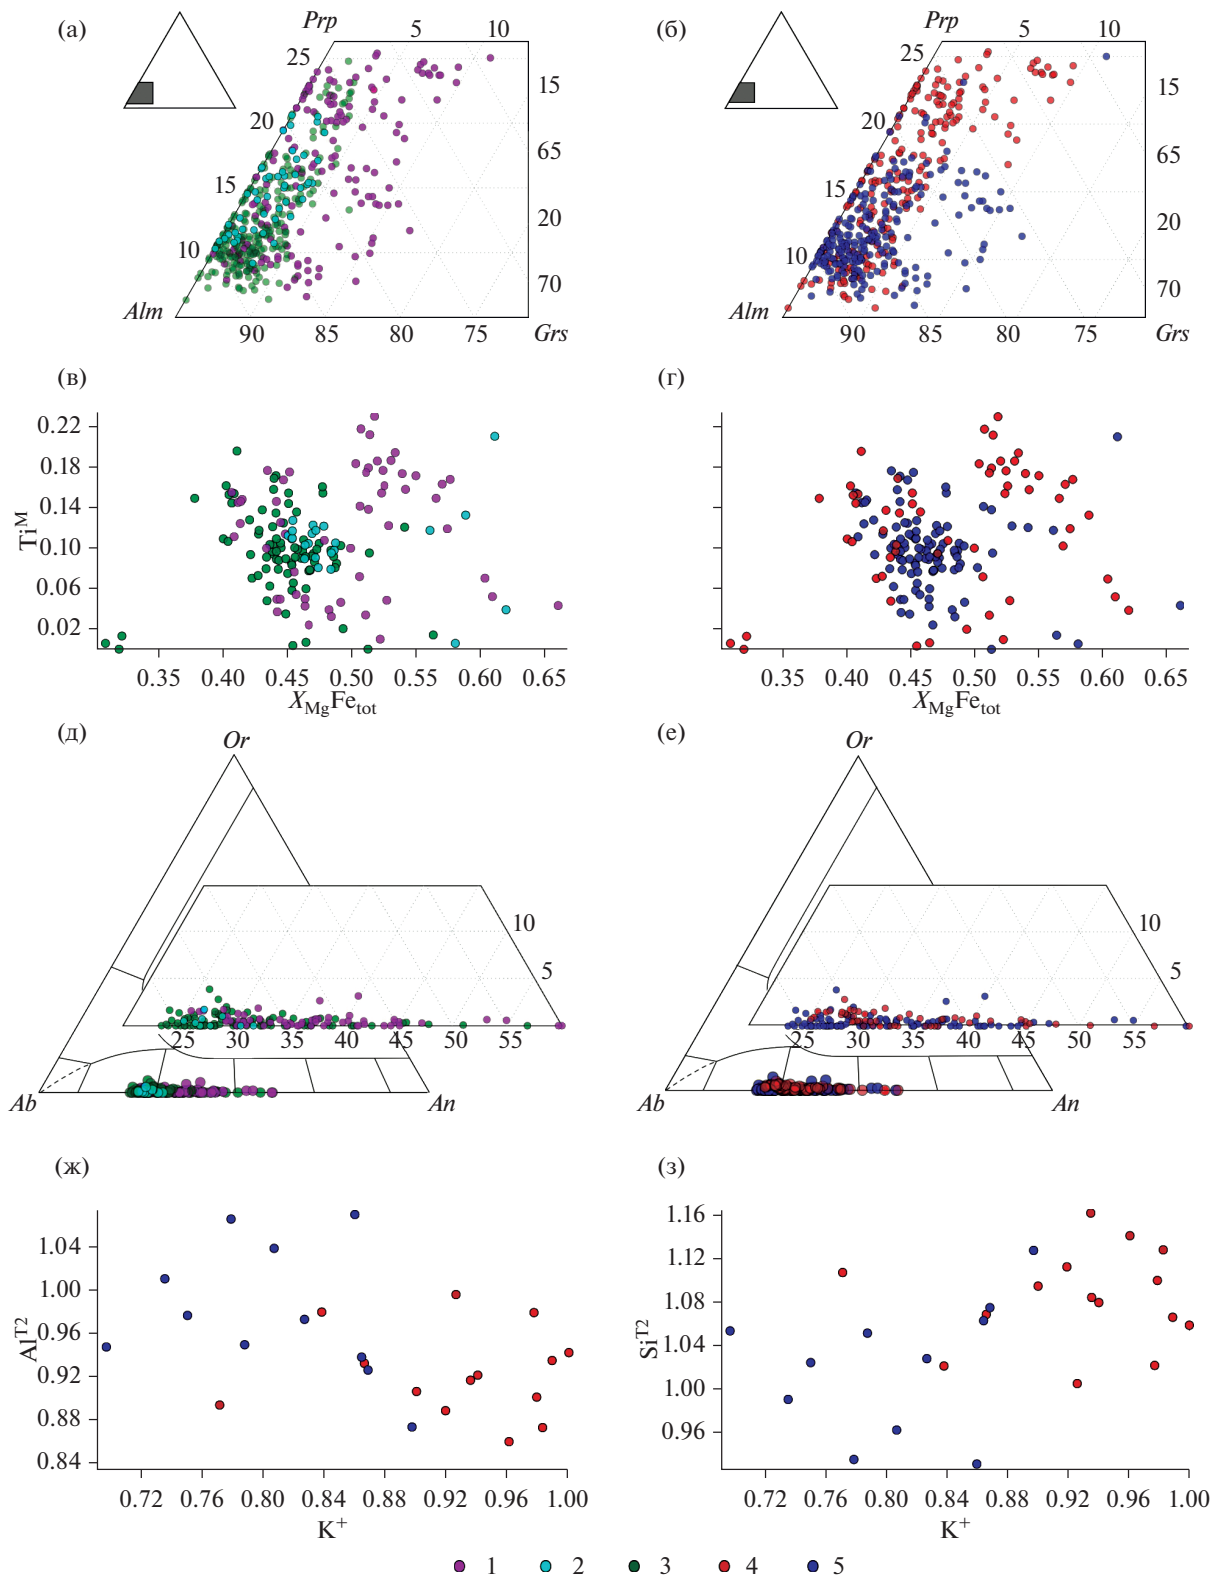 (а)
Prp
5
10
25
15
20
65
15
20
10
70
Alm
90
85
80
75
Grs
(б)
Prp
5
10
25
15
20
65
15
20
10
70
Alm
90
85
80
75
Grs
(в)
0.22
0.18
0.14
0.10
0.06
0.02
Ti^M
0.35 0.40 0.45 0.50 0.55 0.60 0.65
X_Mg Fe_tot
(г)
0.35 0.40 0.45 0.50 0.55 0.60 0.65
X_Mg Fe_tot
(д)
Or
10
5
25 30 35 40 45 50 55
Ab
An
(е)
Or
10
5
25 30 35 40 45 50 55
Ab
An
(ж)
1.04
1.00
0.96
0.92
0.88
0.84
Al^T2
0.72 0.76 0.80 0.84 0.88 0.92 0.96 1.00
K^+
(з)
1.16
1.12
1.08
1.04
1.00
0.96
Si^T2
0.72 0.76 0.80 0.84 0.88 0.92 0.96 1.00
K^+
1 2 3 4 5